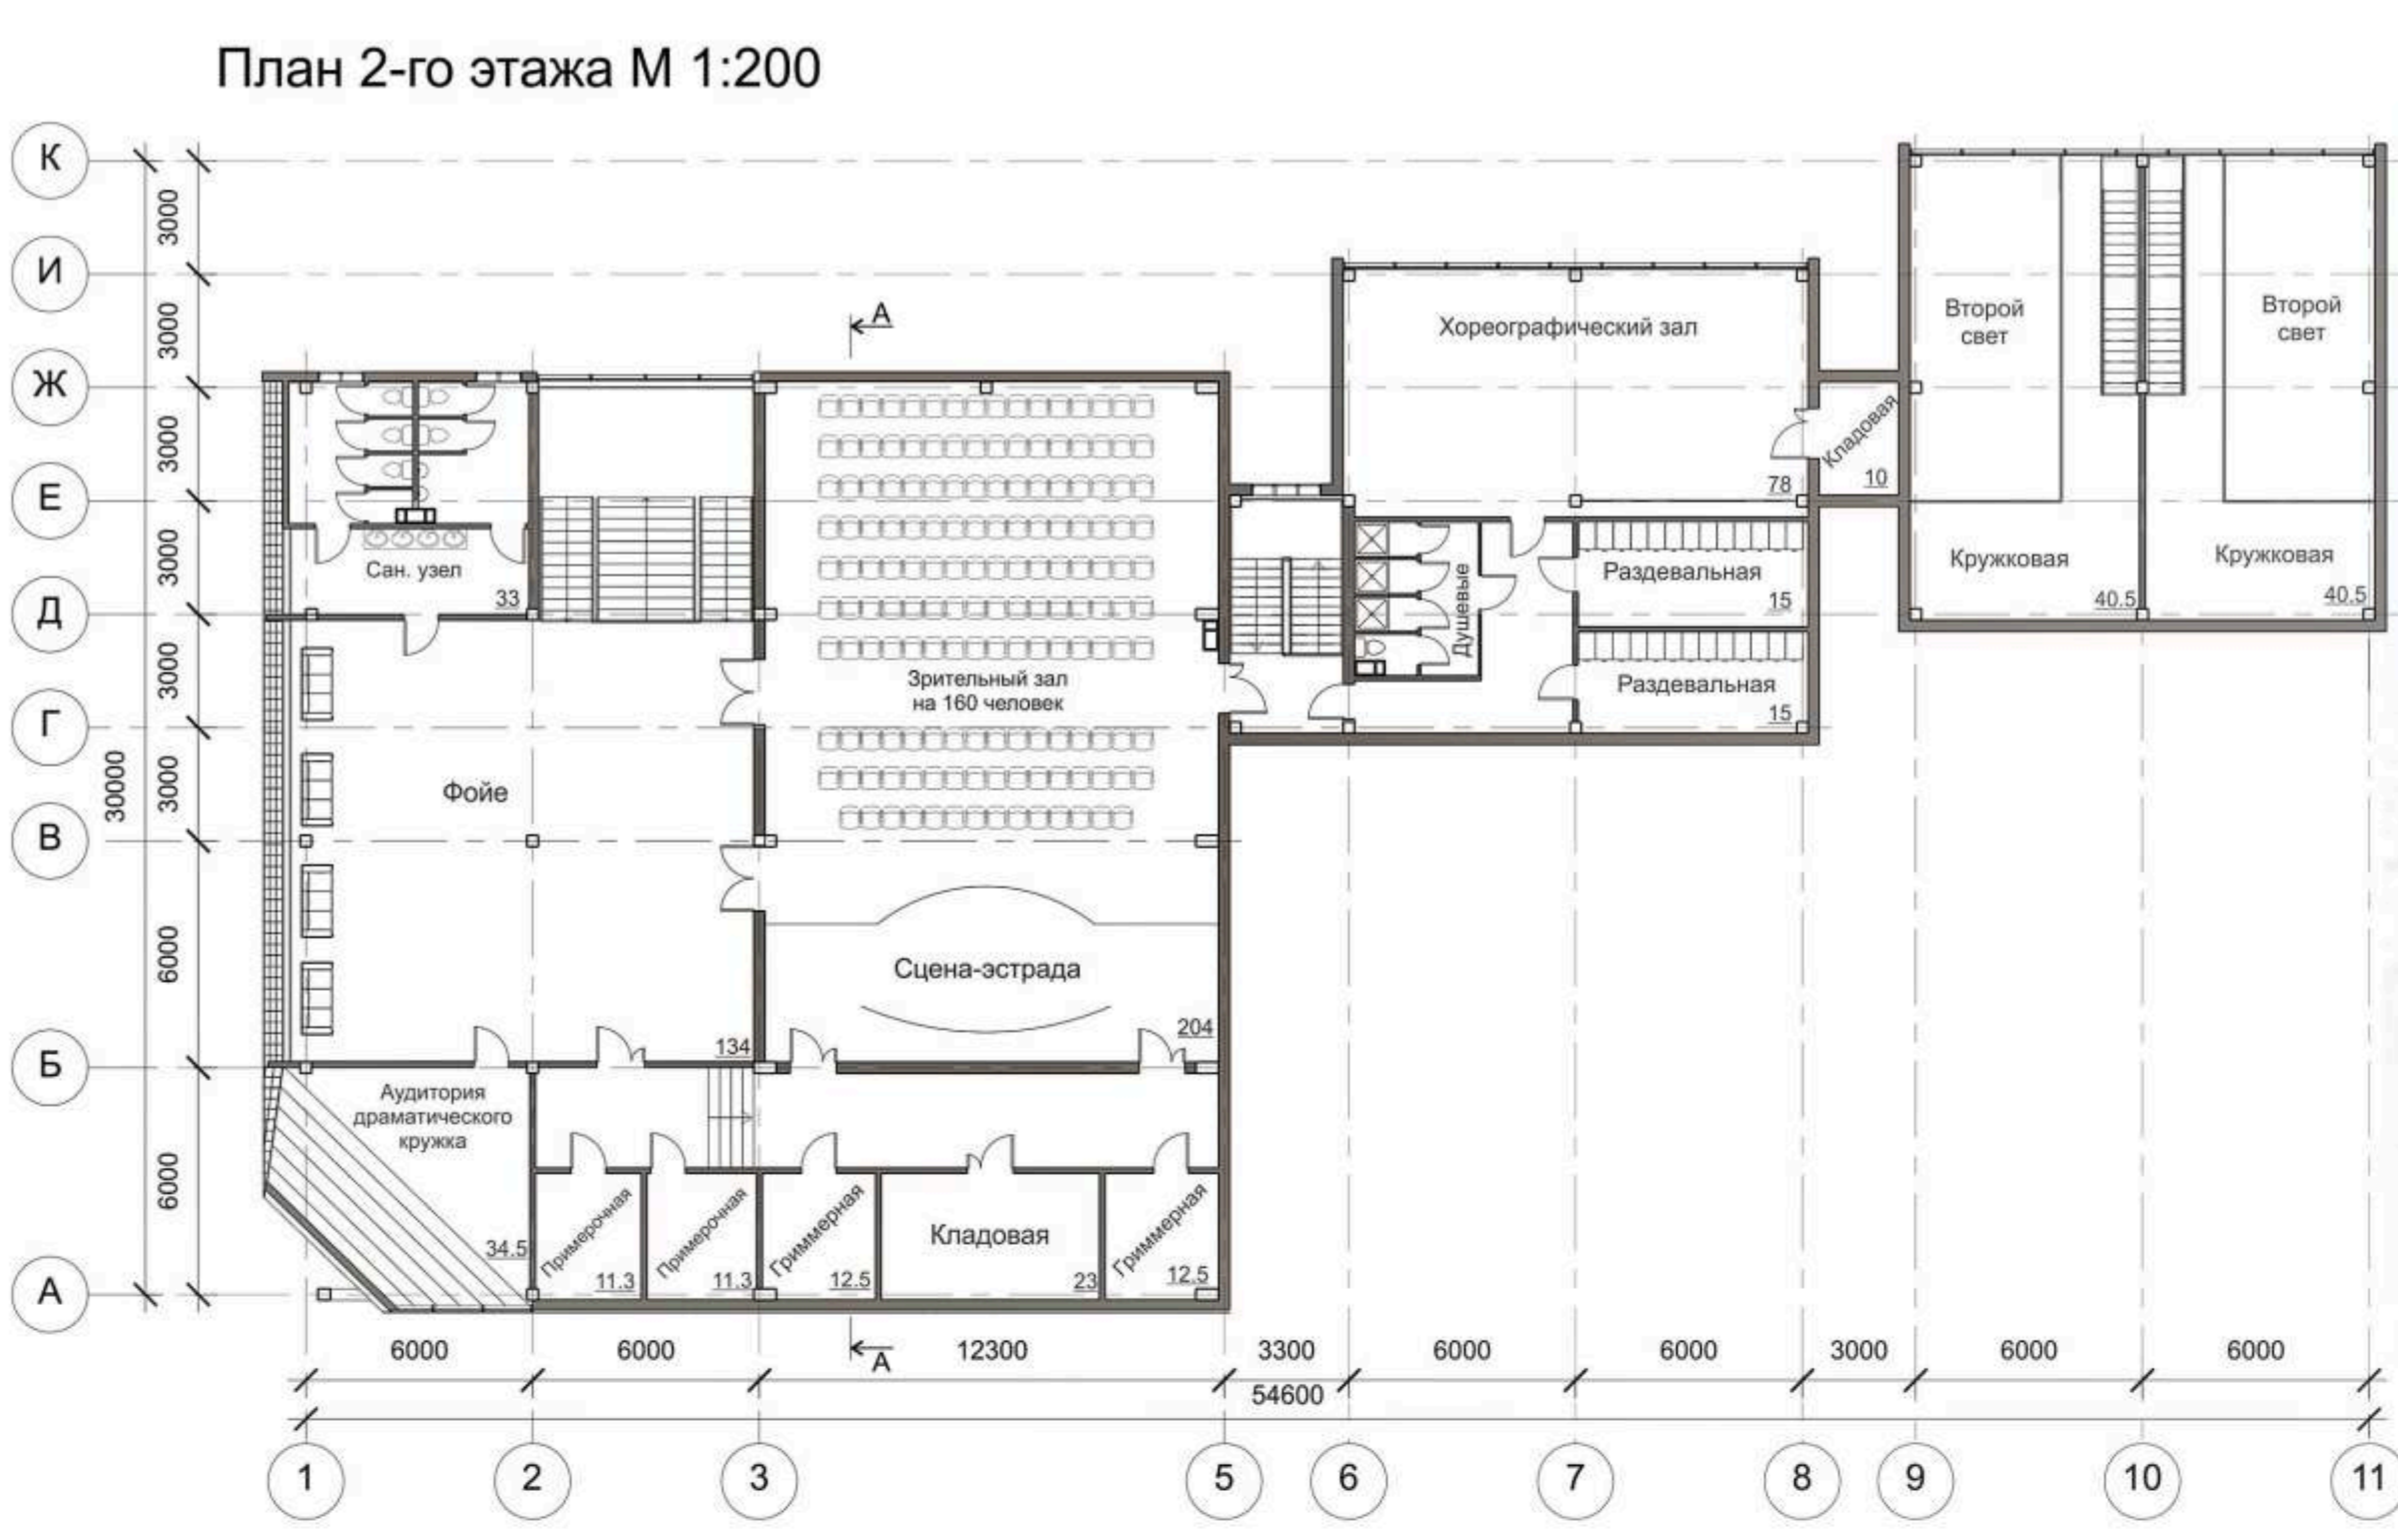 План 2-го этажа М 1:200
К
И
Ж
Е
Д
Г
В
Б
А
3000
3000
3000
3000
3000
3000
6000
6000
30000
А
Сан. узел
33
Зрительный зал
на 160 человек
Фойе
134
Сцена-эстрада
204
Аудитория
драматического
кружка
34.5
Примерочная
11.3
Примерочная
11.3
Гриммерная
12.5
Кладовая
23
Гриммерная
12.5
Хореографический зал
78
Кладовая
10
Душевые
Раздевальная
15
Раздевальная
15
Второй
свет
Второй
свет
Кружковая
40.5
Кружковая
40.5
А
6000
6000
12300
3300
6000
6000
3000
6000
6000
54600
1
2
3
5
6
7
8
9
10
11